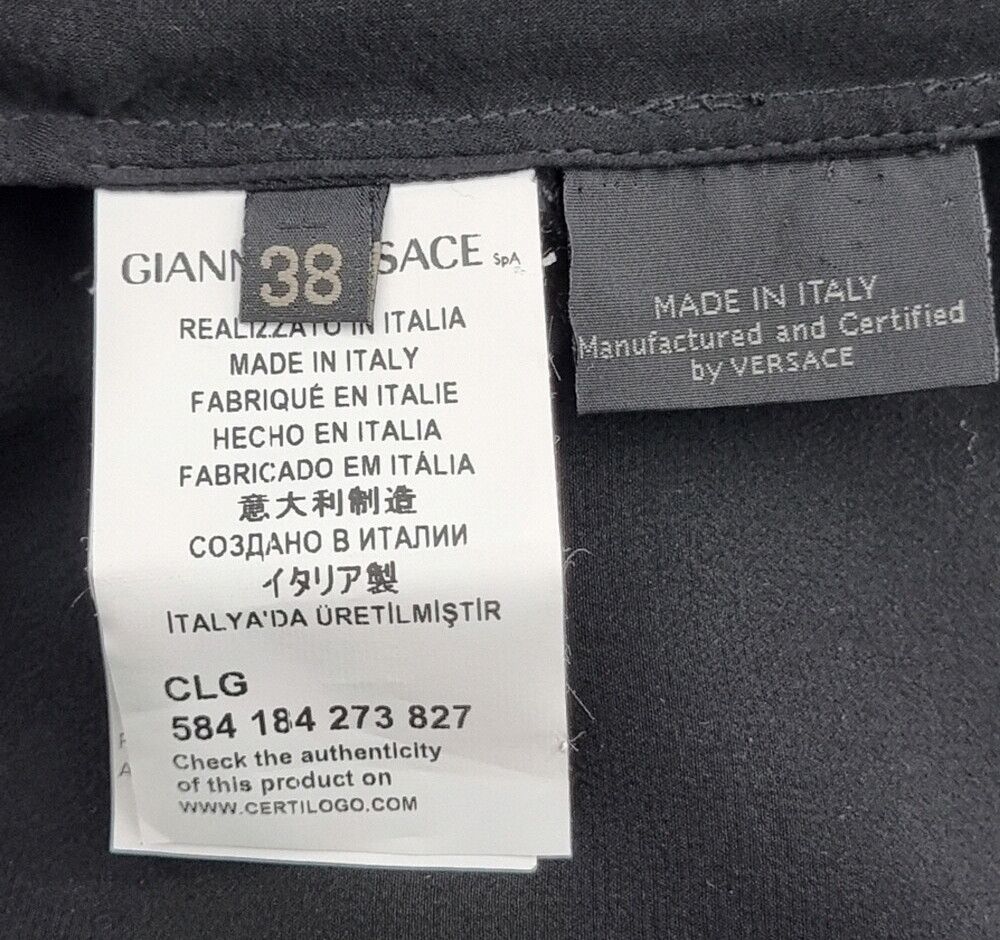 GIANN SACE SpA
38
REALIZZATO IN ITALIA
MADE IN ITALY
FABRIQUÉ EN ITALIE
HECHO EN ITALIA
FABRICADO EM ITÁLIA
意大利制造
СОЗДАНО В ИТАЛИИ
イタリア製
İTALYA'DA ÜRETİLMİŞTİR
CLG
584 184 273 827
Check the authenticity
of this product on
WWW.CERTILOGO.COM
MADE IN ITALY
Manufactured and Certified
by VERSACE